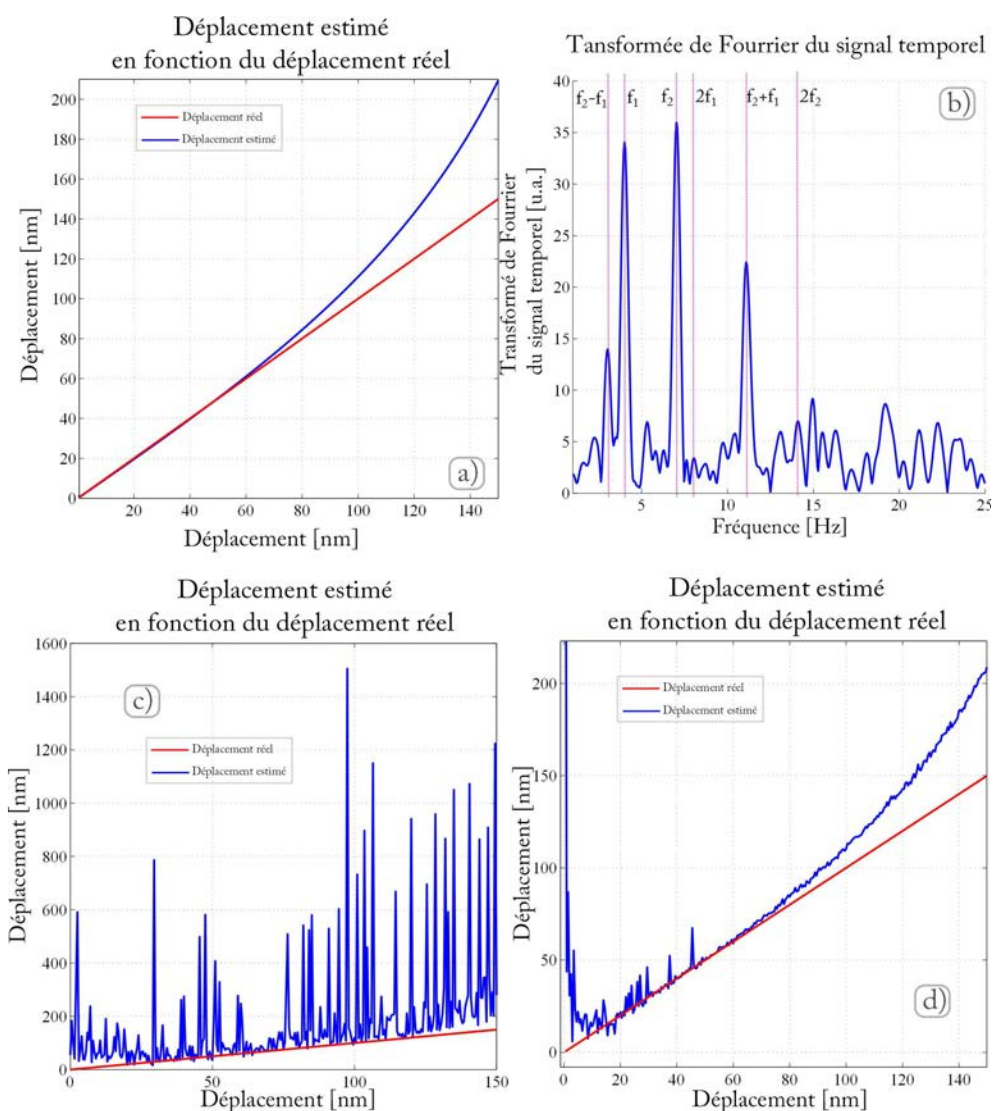 Déplacement estimé
en fonction du déplacement réel
200
180
160
140
120
100
80
60
40
20
0
Déplacement [nm]
Déplacement réel
Déplacement estimé
a)
20
40
60
80
100
120
140
Déplacement [nm]
Tansformée de Fourrier du signal temporel
40
35
30
25
20
15
10
5
0
Transformé de Fourrier
du signal temporel [u.a.]
f₂-f₁
f₁
f₂
2f₁
f₂+f₁
2f₂
b)
5
10
15
20
25
Fréquence [Hz]
Déplacement estimé
en fonction du déplacement réel
1600
1400
1200
1000
800
600
400
200
0
Déplacement [nm]
c)
Déplacement réel
Déplacement estimé
0
50
100
150
Déplacement [nm]
Déplacement estimé
en fonction du déplacement réel
200
150
100
50
0
Déplacement [nm]
Déplacement réel
Déplacement estimé
d)
0
20
40
60
80
100
120
140
Déplacement [nm]